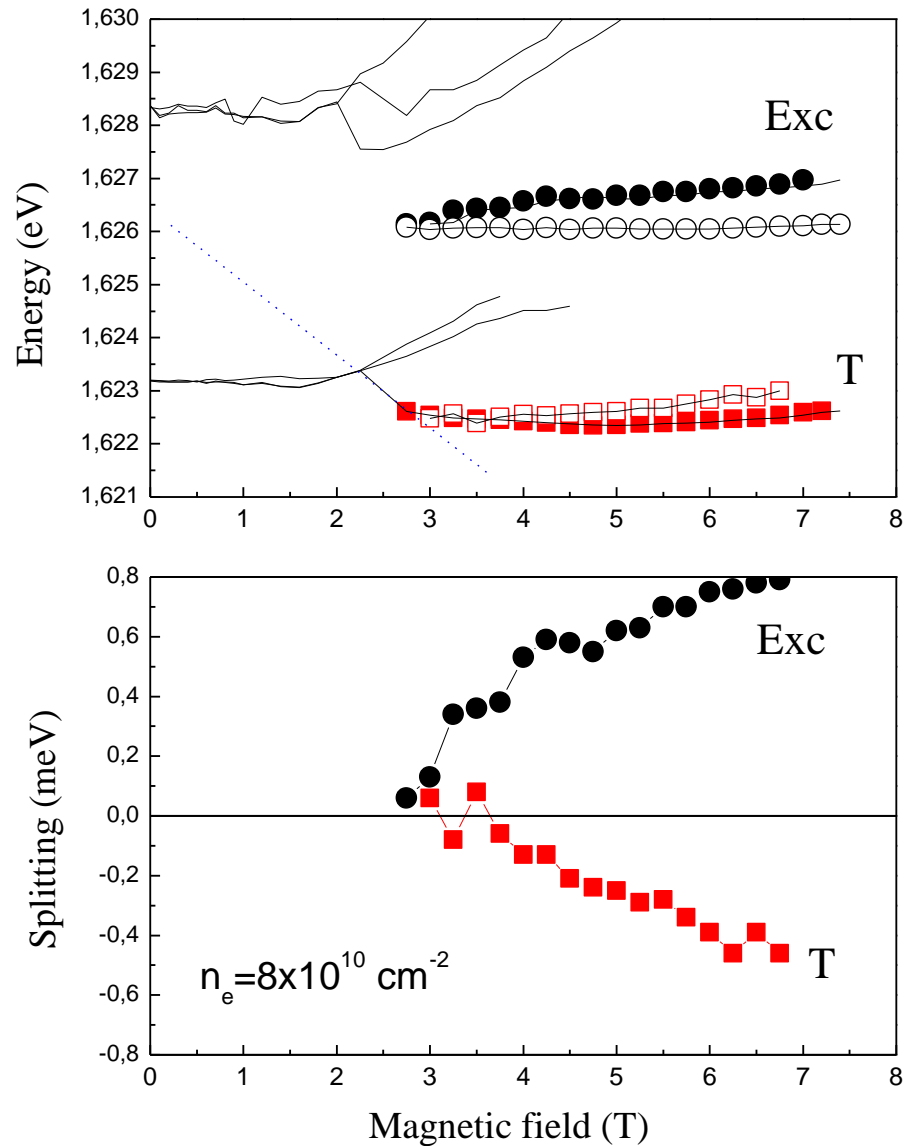 1,630
1,629
1,628
1,627
1,626
1,625
1,624
1,623
1,622
1,621
Energy (eV)
Exc
T
0 1 2 3 4 5 6 7 8
0,8
0,6
0,4
0,2
0,0
-0,2
-0,4
-0,6
-0,8
Splitting (meV)
Exc
T
n_e=8x10^10 cm^-2
0 1 2 3 4 5 6 7 8
Magnetic field (T)